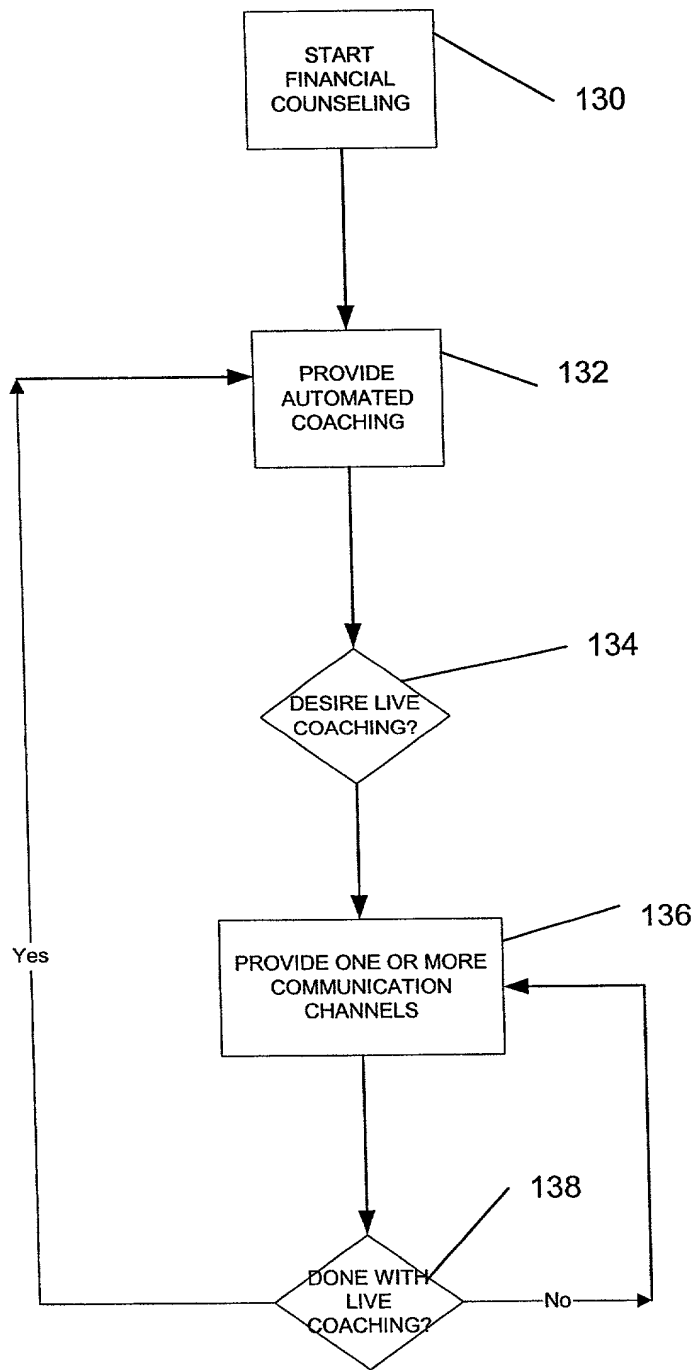 START
FINANCIAL
COUNSELING
130
PROVIDE
AUTOMATED
COACHING
132
DESIRE LIVE
COACHING?
134
PROVIDE ONE OR MORE
COMMUNICATION
CHANNELS
136
Yes
DONE WITH
LIVE
COACHING?
138
No